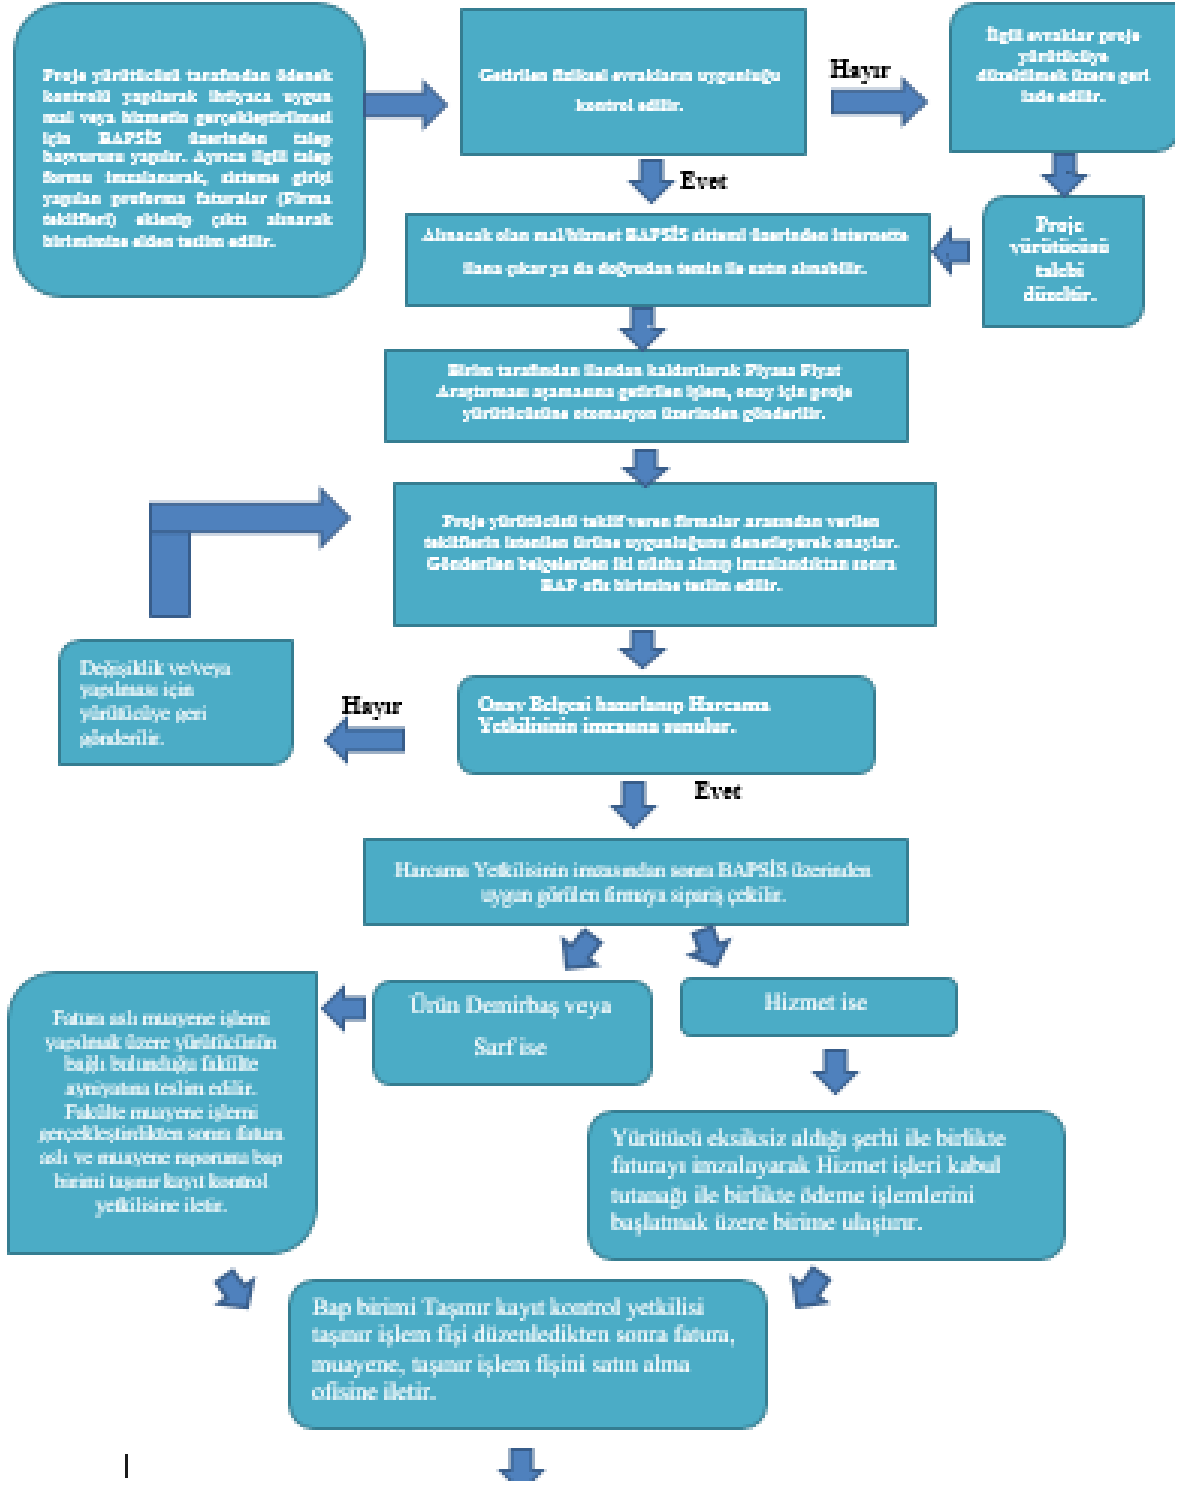 Proje yürütücüsü tarafından ödenek
kontrolü yapılarak ihtiyaca uygun
mal veya hizmetin gerçekleştirilmesi
için BAPSİS üzerinden talep
başvurusu yapılır. Ayrıca ilgili talep
formu imzalanarak, sisteme girişi
yapılan proforma faturalar (Firma
teklifleri) eklenip çıktı alınarak
birimimize elden teslim edilir.
Getirilen fiziksel evrakların uygunluğu
kontrol edilir.
Hayır
İlgili evraklar proje
yürütücüye
düzeltilmek üzere geri
iade edilir.
Evet
Proje
yürütücüsü
talebi
düzeltir.
Alınacak olan mal/hizmet BAPSİS sistemi üzerinden internette
ilana çıkar ya da doğrudan temin ile satın alınabilir.
Birim tarafından ilandan kaldırılarak Piyasa Fiyat
Araştırması aşamasına getirilen işlem, onay için proje
yürütücüsüne otomasyon üzerinden gönderilir.
Proje yürütücüsü teklif veren firmalar arasından verilen
tekliflerin istenilen ürüne uygunluğunu denetleyerek onaylar.
Gönderilen belgelerden iki nüsha alınıp imzalandıktan sonra
BAP ofis birimine teslim edilir.
Değişiklik ve/veya
yapılması için
yürütücüye geri
gönderilir.
Hayır
Onay Belgesi hazırlanıp Harcama
Yetkilisinin imzasına sunulur.
Evet
Harcama Yetkilisinin imzasından sonra BAPSİS üzerinden
uygun görülen firmaya sipariş çekilir.
Ürün Demirbaş veya
Sarf ise
Hizmet ise
Fatura aslı muayene işlemi
yapılmak üzere yürütücünün
bağlı bulunduğu fakülte
ayniyatına teslim edilir.
Fakülte muayene işlemi
gerçekleştirdikten sonra fatura
aslı ve muayene raporunu bap
birimi taşınır kayıt kontrol
yetkilisine iletir.
Yürütücü eksiksiz aldığı şerhi ile birlikte
faturayı imzalayarak Hizmet işleri kabul
tutanağı ile birlikte ödeme işlemlerini
başlatmak üzere birime ulaştırır.
Bap birimi Taşınır kayıt kontrol yetkilisi
taşınır işlem fişi düzenledikten sonra fatura,
muayene, taşınır işlem fişini satın alma
ofisine iletir.